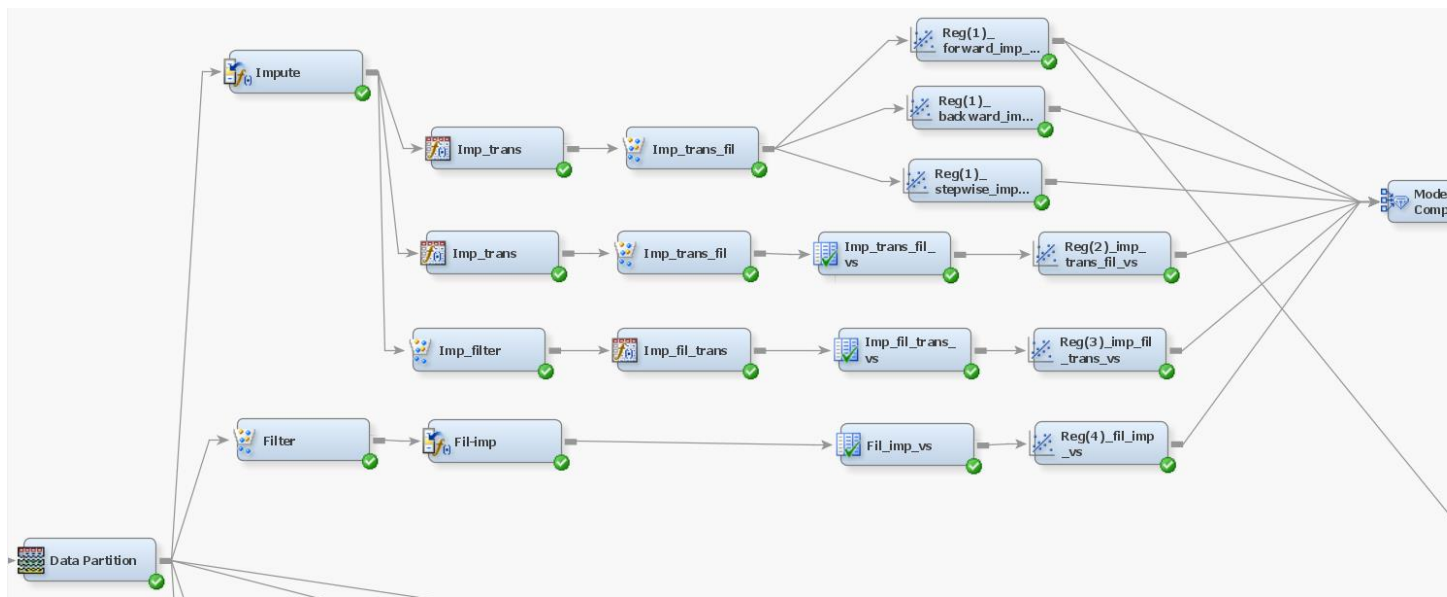 Reg(1)_
forward_imp_...
Impute
Reg(1)_
backward_im...
Imp_trans
Imp_trans_fil
Reg(1)_
stepwise_imp...
Mode
Comp
Imp_trans
Imp_trans_fil
Imp_trans_fil_
vs
Reg(2)_imp_
trans_fil_vs
Imp_filter
Imp_fil_trans
Imp_fil_trans_
vs
Reg(3)_imp_fil
_trans_vs
Filter
Fil-imp
Fil_imp_vs
Reg(4)_fil_imp
_vs
Data Partition